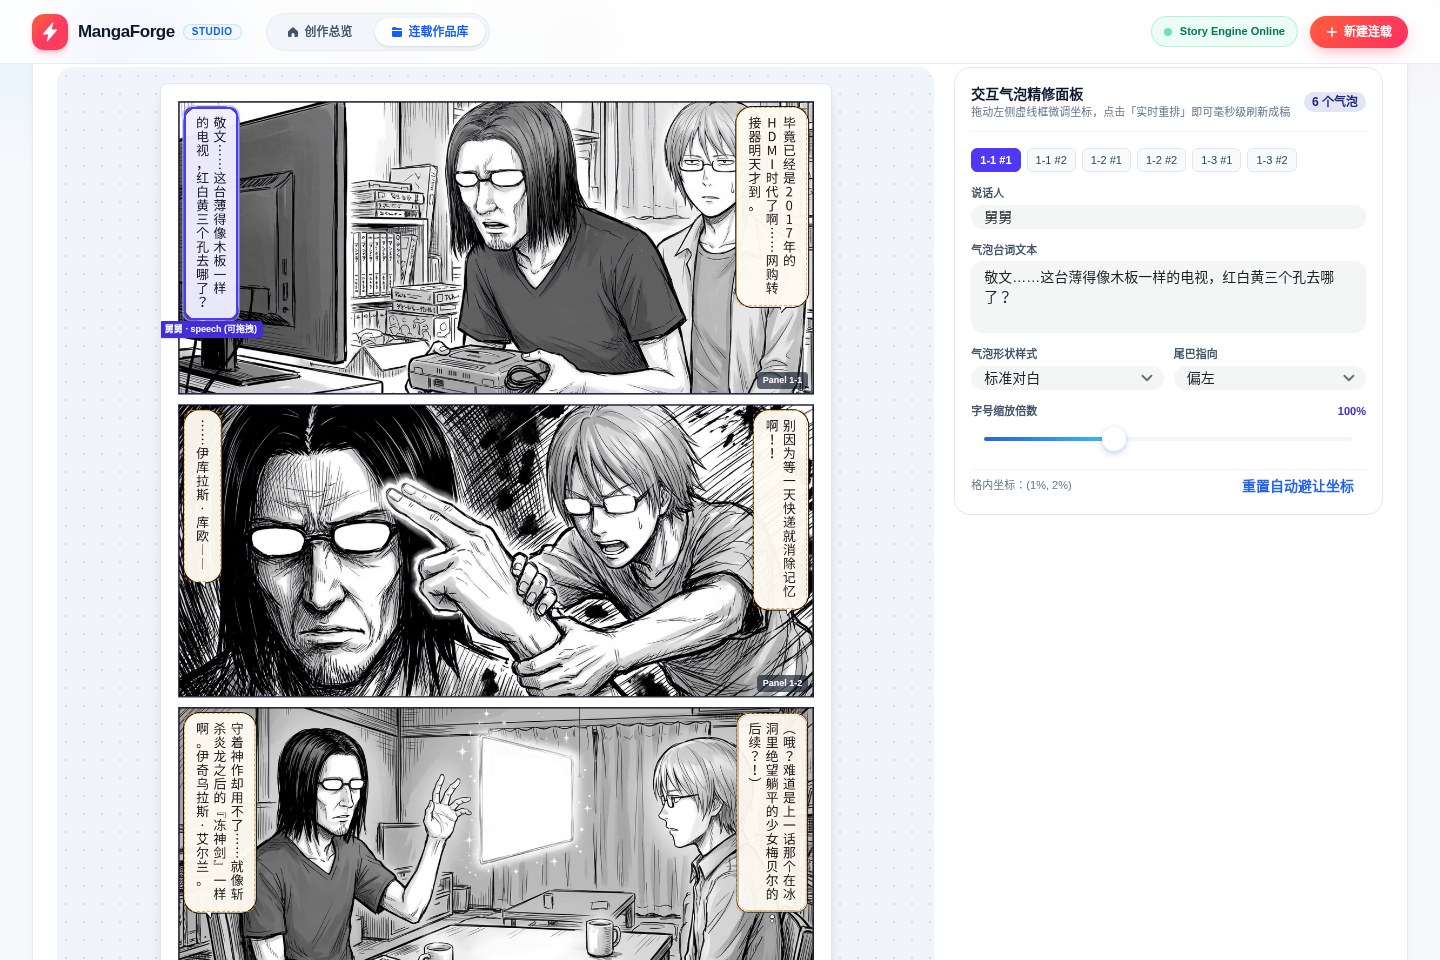 MangaForge
STUDIO
创作总览
连载作品库
Story Engine Online
新建连载
毕竟已经是2017年的
HDMI时代了啊……网购转
接器明天才到。
敬文……这台薄得像木板一样
的电视，红白黄三个孔去哪了？
舅舅 · speech (可拖拽)
Panel 1-1
别因为等一天快递就消除记忆
啊！！
……伊库拉斯·库欧——
Panel 1-2
（哦？难道是上一话那个在冰
洞里绝望躺平的少女梅贝尔的
后续？！）
守着神作却用不了……就像斩
杀炎龙之后的『冻神剑』一样
啊。伊奇乌拉斯·艾尔兰。
交互气泡精修面板
6 个气泡
拖动左侧虚线框微调坐标，点击「实时重排」即可毫秒级刷新成稿
1-1 #1
1-1 #2
1-2 #1
1-2 #2
1-3 #1
1-3 #2
说话人
舅舅
气泡台词文本
敬文……这台薄得像木板一样的电视，红白黄三个孔去哪
了？
气泡形状样式
尾巴指向
标准对白
偏左
字号缩放倍数
100%
格内坐标：(1%, 2%)
重置自动避让坐标